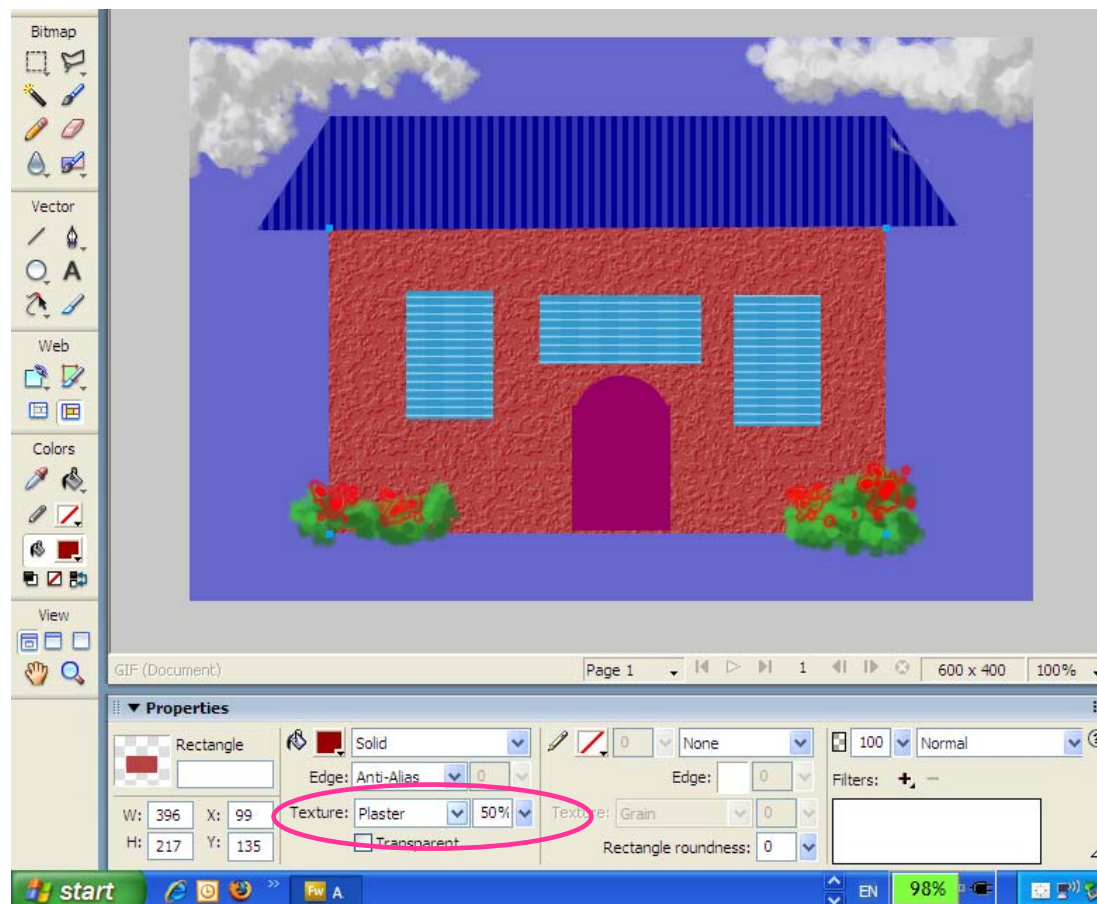 Bitmap
Vector
A
Web
Colors
View
GIF (Document) Page 1 1 600 x 400 100%
Properties
Rectangle Solid 0 None 100 Normal
Edge: Anti-Alias 0 Edge: 0 Filters: + -
W: 396 X: 99 Texture: Plaster 50% Texture: Grain 0
H: 217 Y: 135 Transparent Rectangle roundness: 0
start » Fw A EN 98%